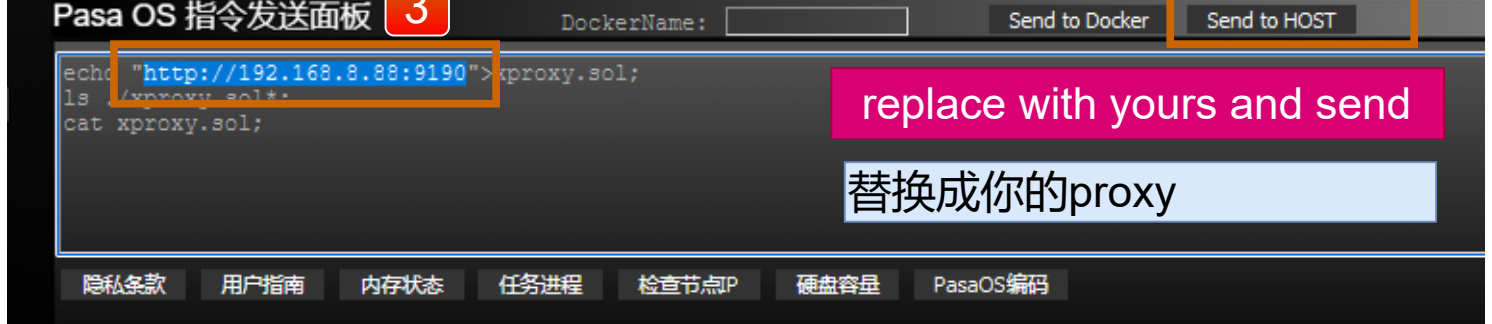 Pasa OS 指令发送面板 3 DockerName: Send to Docker Send to HOST
echo "http://192.168.8.88:9190">xproxy.sol;
ls ./xproxy.sol*;
cat xproxy.sol;
replace with yours and send
替换成你的proxy
隐私条款 用户指南 内存状态 任务进程 检查节点IP 硬盘容量 PasaOS编码